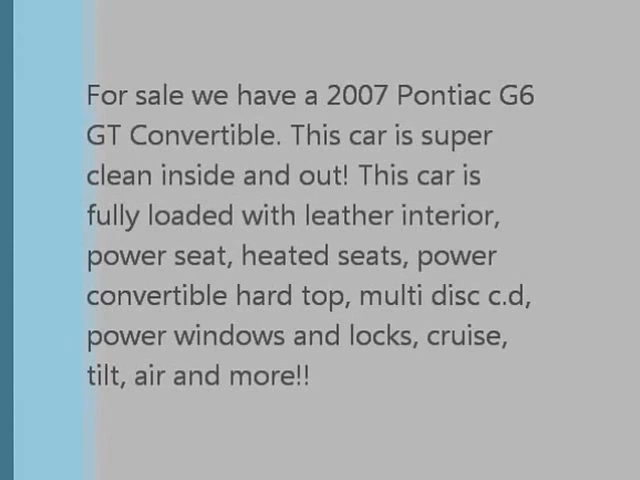 For sale we have a 2007 Pontiac G6
GT Convertible. This car is super
clean inside and out! This car is
fully loaded with leather interior,
power seat, heated seats, power
convertible hard top, multi disc c.d,
power windows and locks, cruise,
tilt, air and more!!